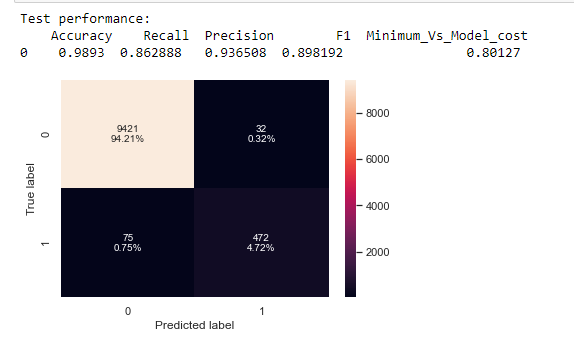 Test performance:
Accuracy Recall Precision F1 Minimum_Vs_Model_cost
0 0.9893 0.862888 0.936508 0.898192 0.80127
9421 32
94.21% 0.32%
75 472
0.75% 4.72%
0
1
True label
0 1
Predicted label
8000
6000
4000
2000